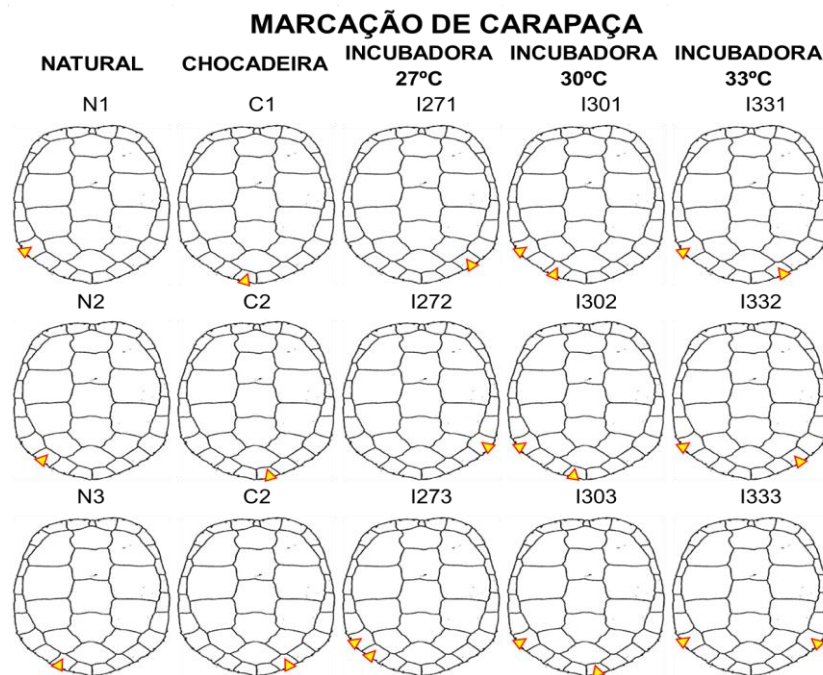 MARCAÇÃO DE CARAPAÇA
NATURAL CHOCADEIRA INCUBADORA 27ºC INCUBADORA 30ºC INCUBADORA 33ºC
N1 C1 I271 I301 I331
N2 C2 I272 I302 I332
N3 C2 I273 I303 I333